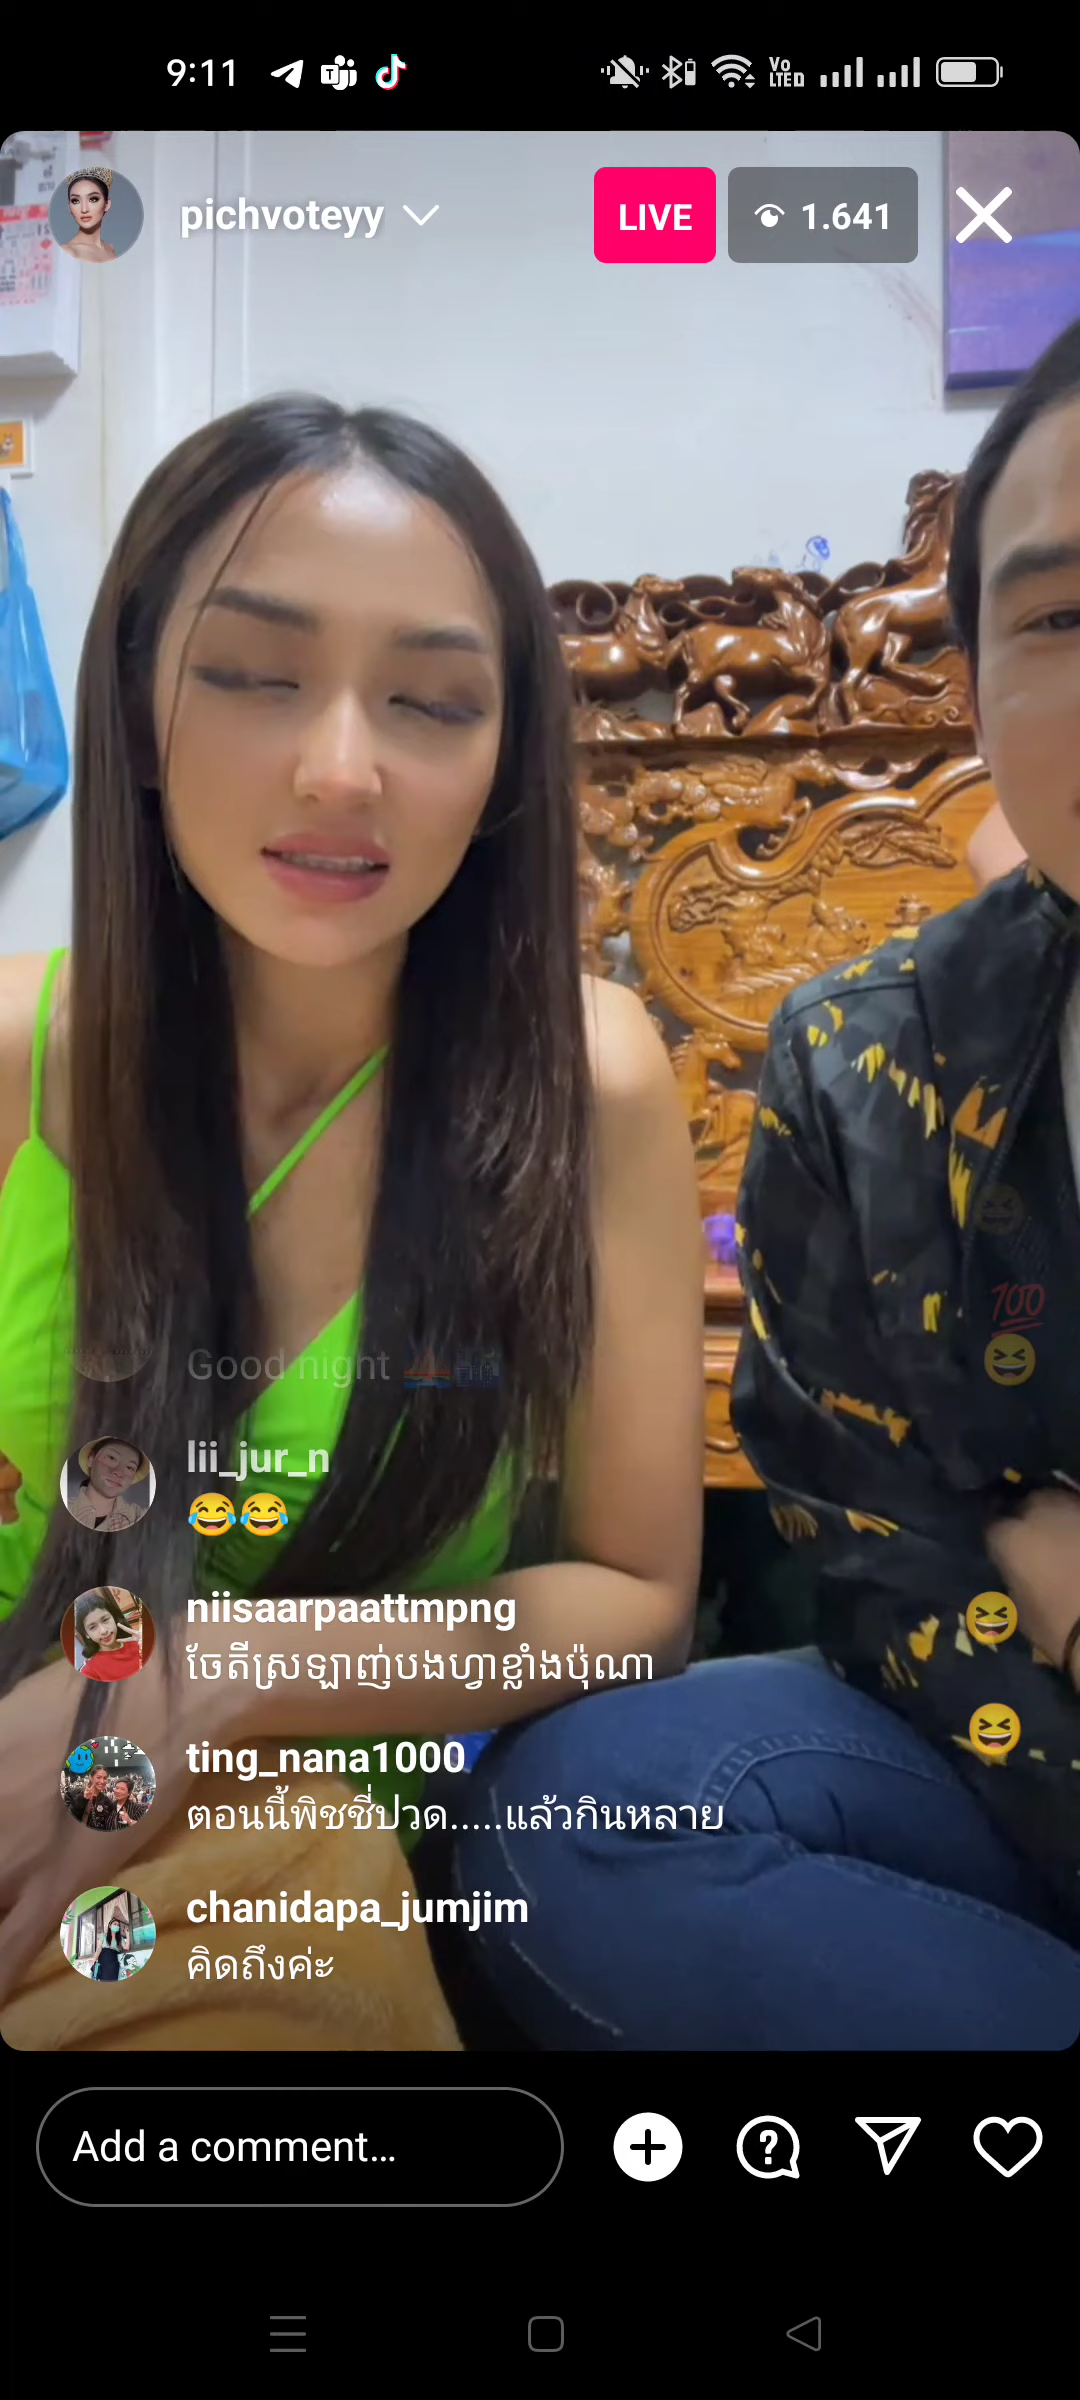 9:11
Vo
LTED
pichvoteyy
LIVE
1.641
Good night 🌉🌃
lii_jur_n
😂😂
niisaarpaattmpng
ចែតីស្រឡាញ់បងហ្វាខ្លាំងប៉ុណា
ting_nana1000
ตอนนี้พิชชี่ปวด.....แล้วกินหลาย
chanidapa_jumjim
คิดถึงค่ะ
Add a comment…